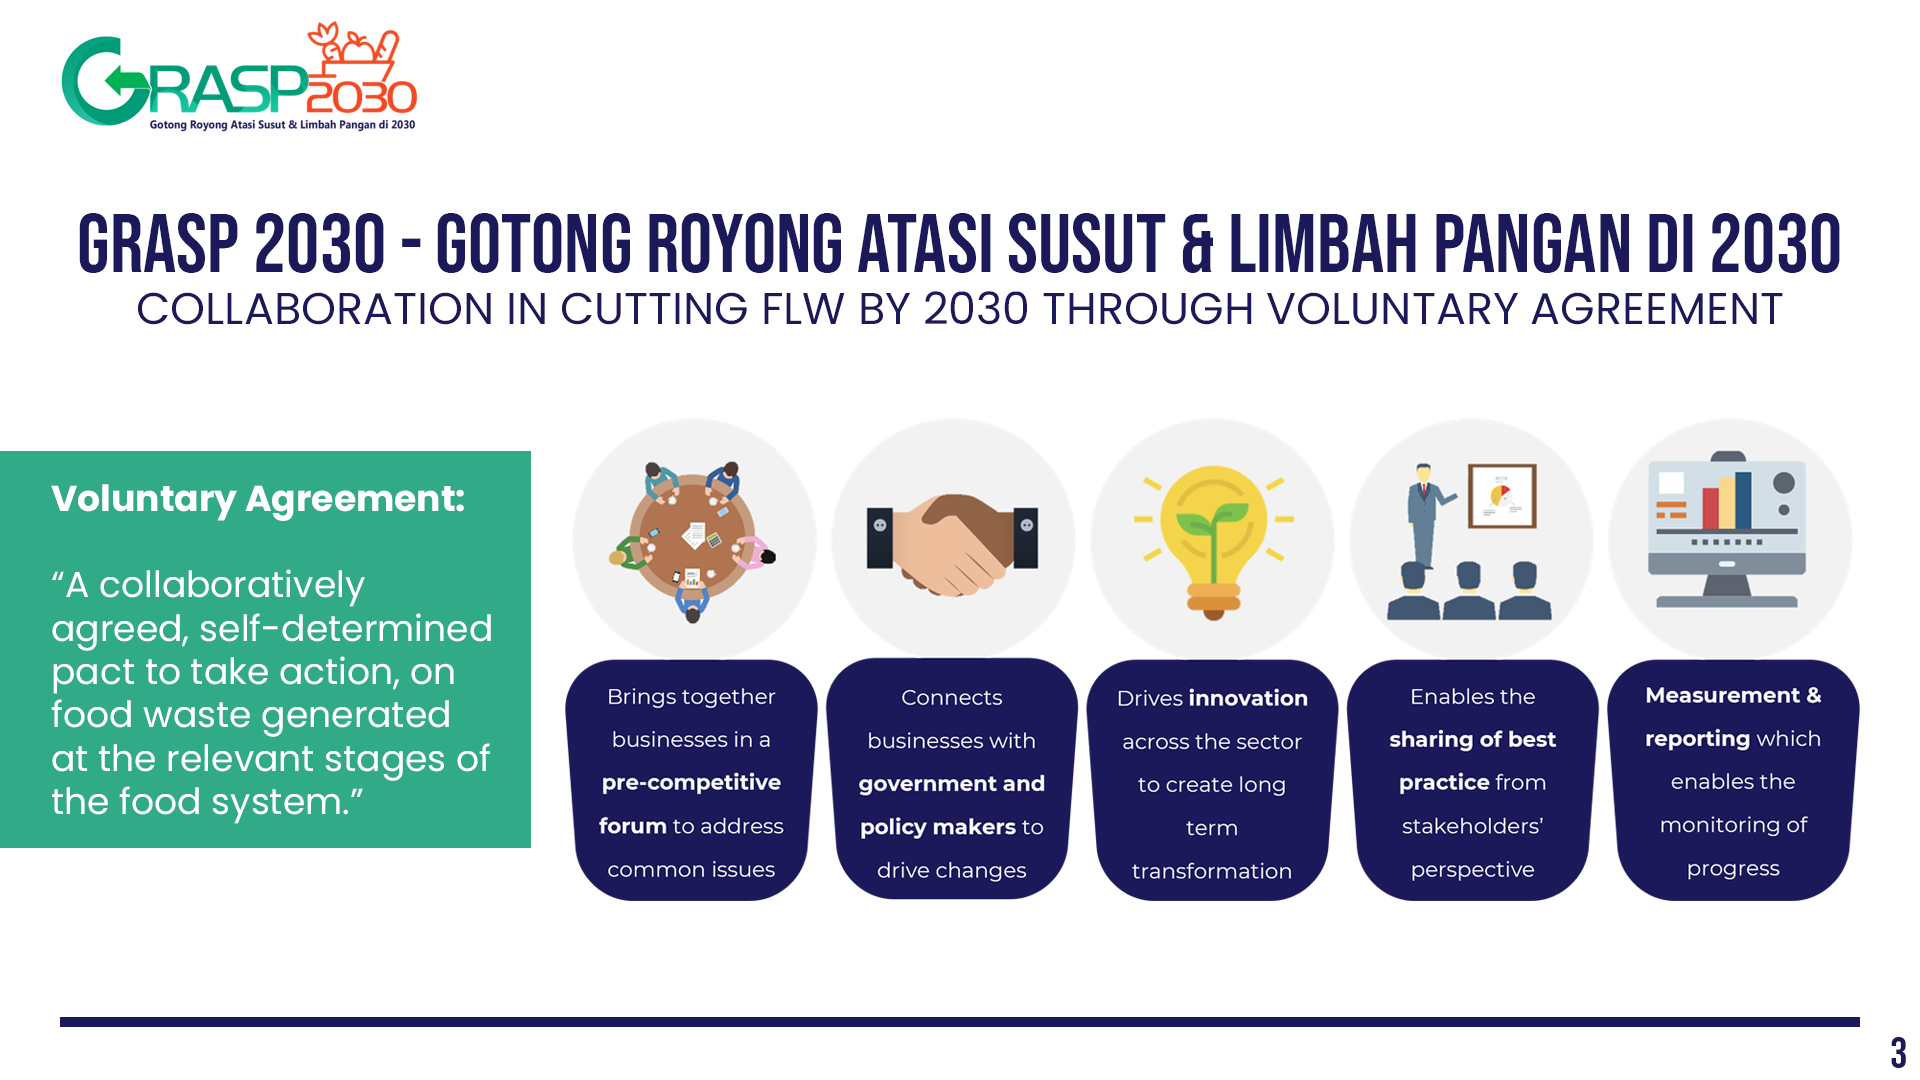 GRASP 2030
Gotong Royong Atasi Susut & Limbah Pangan di 2030
GRASP 2030 - GOTONG ROYONG ATASI SUSUT & LIMBAH PANGAN DI 2030
COLLABORATION IN CUTTING FLW BY 2030 THROUGH VOLUNTARY AGREEMENT
Voluntary Agreement:
“A collaboratively
agreed, self-determined
pact to take action, on
food waste generated
at the relevant stages of
the food system.”
Brings together
businesses in a
pre-competitive
forum to address
common issues
Connects
businesses with
government and
policy makers to
drive changes
Drives innovation
across the sector
to create long
term
transformation
Enables the
sharing of best
practice from
stakeholders’
perspective
Measurement &
reporting which
enables the
monitoring of
progress
3